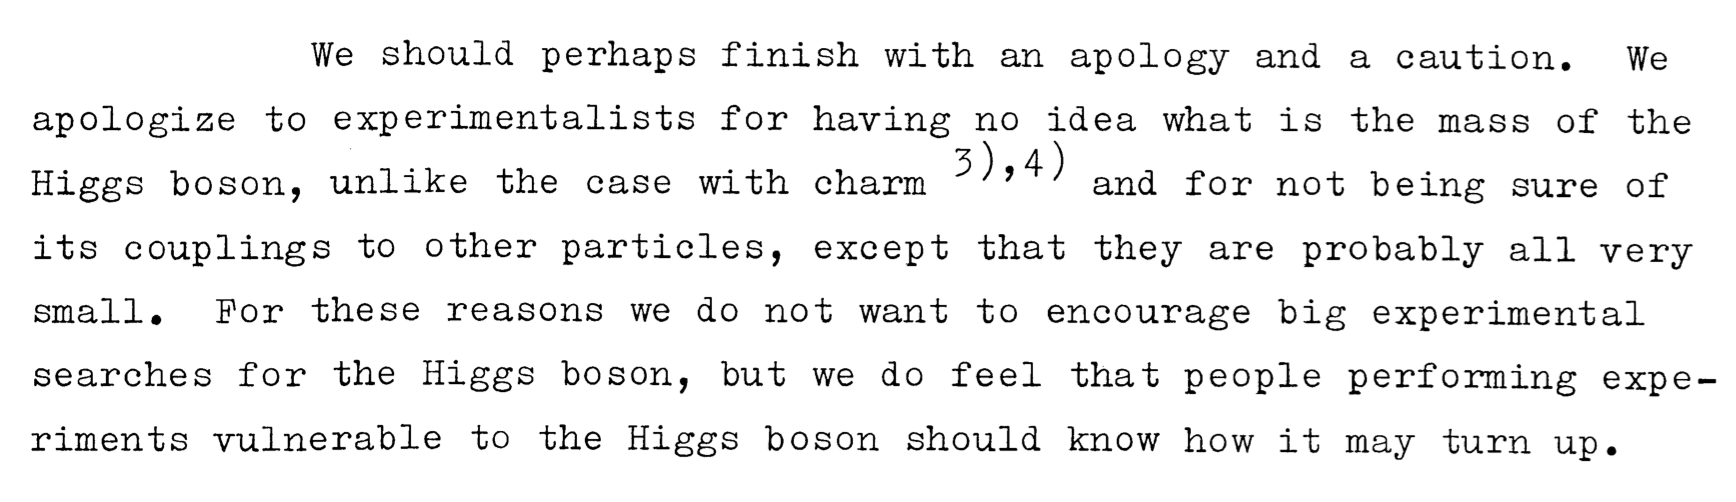 We should perhaps finish with an apology and a caution. We
apologize to experimentalists for having no idea what is the mass of the
Higgs boson, unlike the case with charm 3),4) and for not being sure of
its couplings to other particles, except that they are probably all very
small. For these reasons we do not want to encourage big experimental
searches for the Higgs boson, but we do feel that people performing expe-
riments vulnerable to the Higgs boson should know how it may turn up.